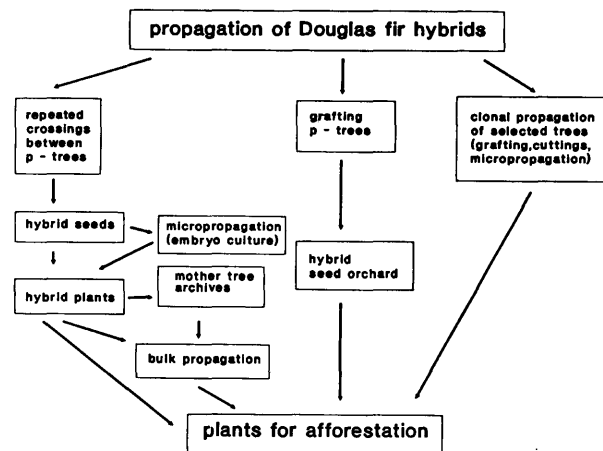 propagation of Douglas fir hybrids
repeated
crossings
between
p - trees
grafting
p - trees
clonal propagation
of selected trees
(grafting,cuttings,
micropropagation)
hybrid seeds
micropropagation
(embryo culture)
hybrid plants
mother tree
archives
hybrid
seed orchard
bulk propagation
plants for afforestation